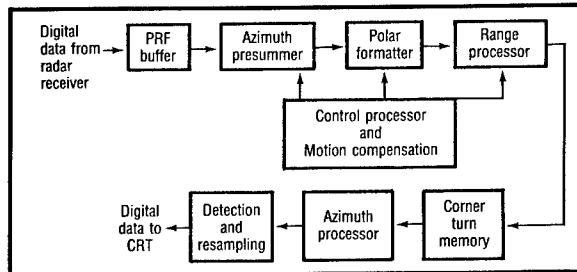 Digital
data from
radar
receiver
PRF
buffer
Azimuth
presummer
Polar
formatter
Range
processor
Control processor
and
Motion compensation
Digital
data to
CRT
Detection
and
resampling
Azimuth
processor
Corner
turn
memory